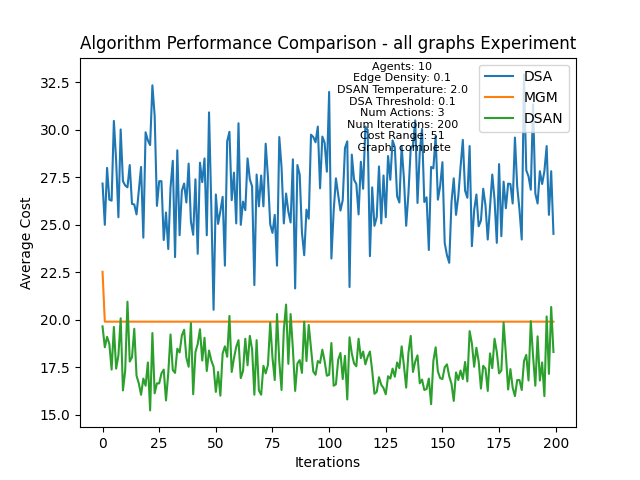 Algorithm Performance Comparison - all graphs Experiment
Agents: 10
Edge Density: 0.1
DSAN Temperature: 2.0
DSA Threshold: 0.1
Num Actions: 3
Num Iterations: 200
Cost Range: 51
Graph: complete
DSA
MGM
DSAN
Average Cost
32.5
30.0
27.5
25.0
22.5
20.0
17.5
15.0
0 25 50 75 100 125 150 175 200
Iterations